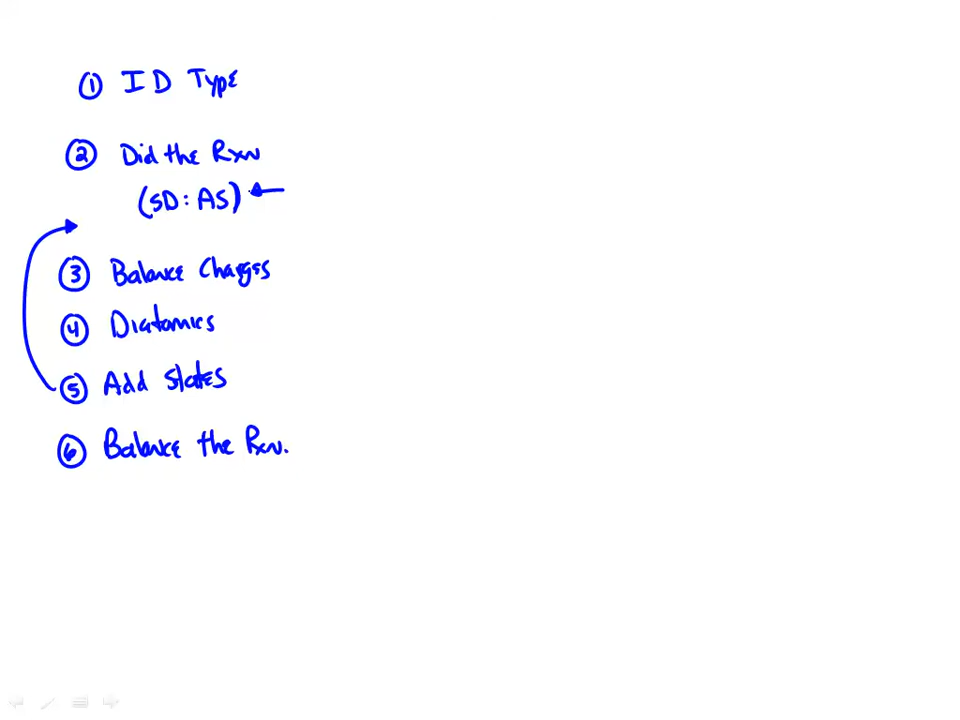 ① ID Type
② Did the Rxn
(SD: AS)
③ Balance Charges
④ Diatomics
⑤ Add States
⑥ Balance the Rxn.